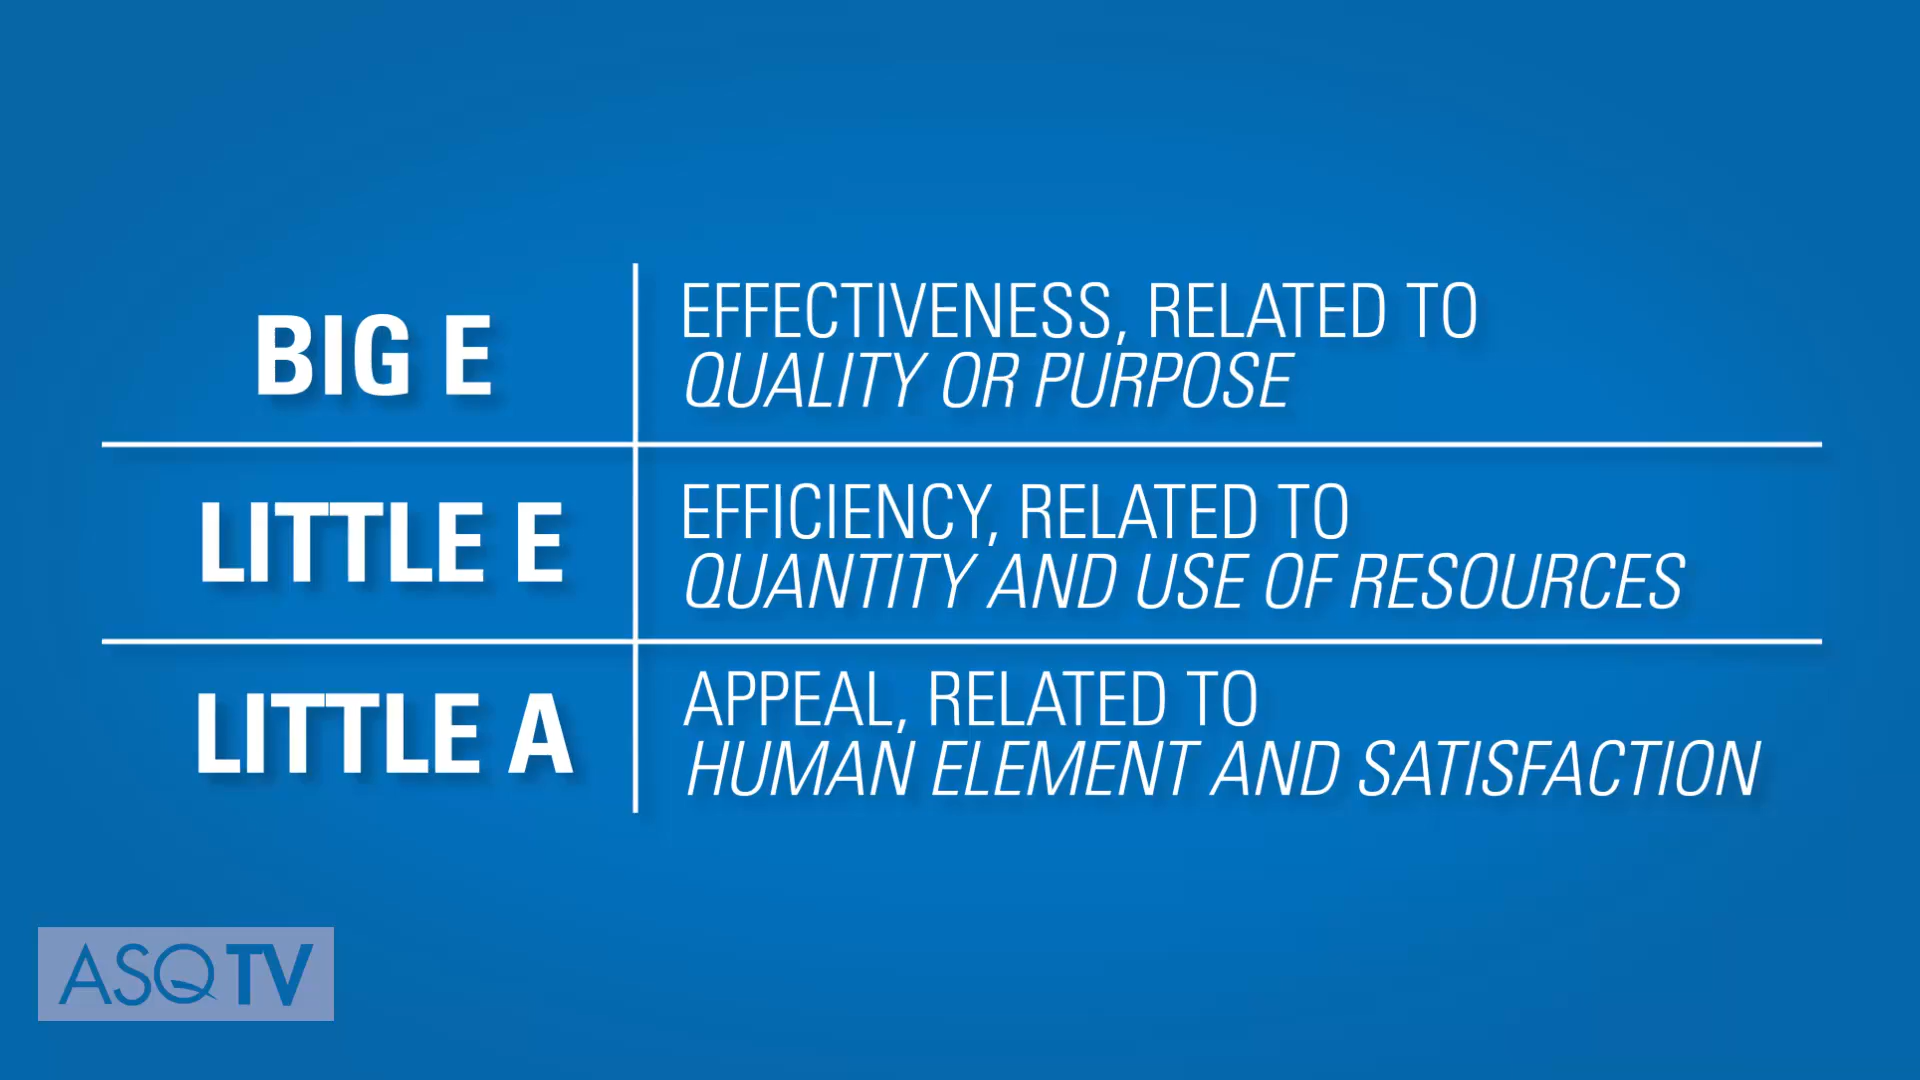 BIG E
EFFECTIVENESS, RELATED TO
QUALITY OR PURPOSE
LITTLE E
EFFICIENCY, RELATED TO
QUANTITY AND USE OF RESOURCES
LITTLE A
APPEAL, RELATED TO
HUMAN ELEMENT AND SATISFACTION
ASQTV